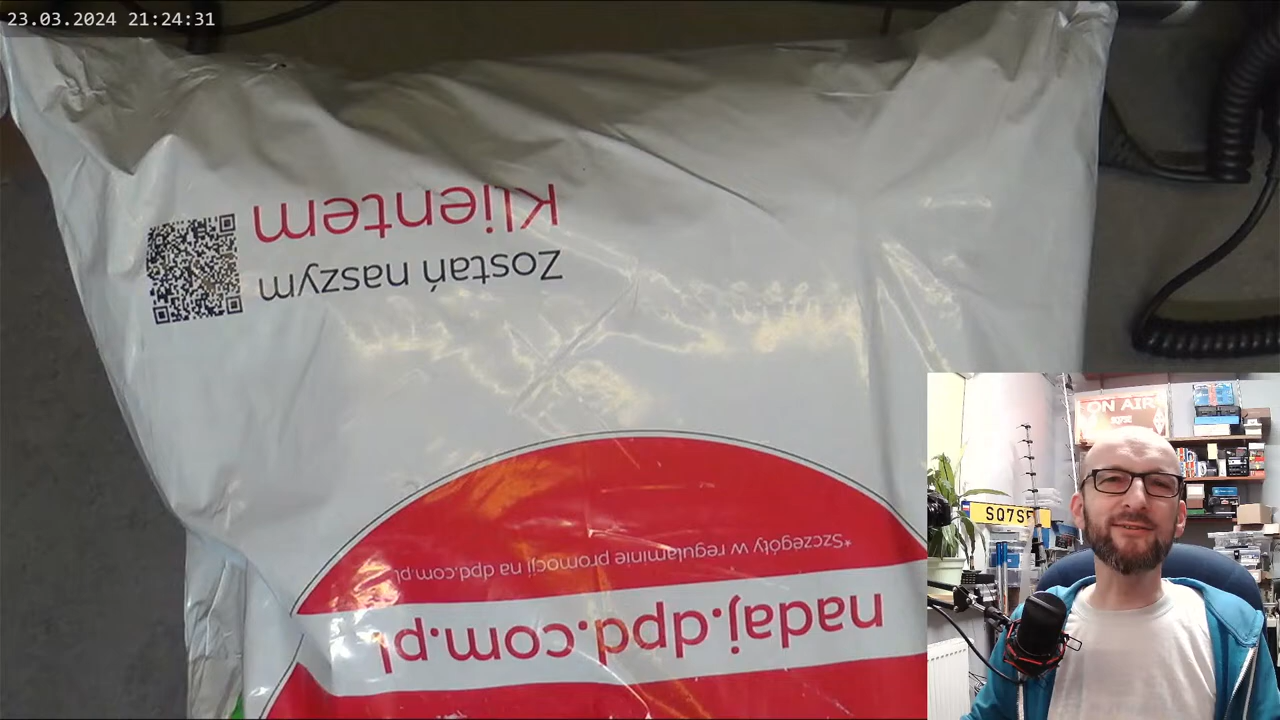 23.03.2024 21:24:31
nadaj.dpd.com.pl
*Szczegóły w regulaminie promocji na dpd.com.pl
Zostań naszym
Klientem
ON AIR
SQ7S